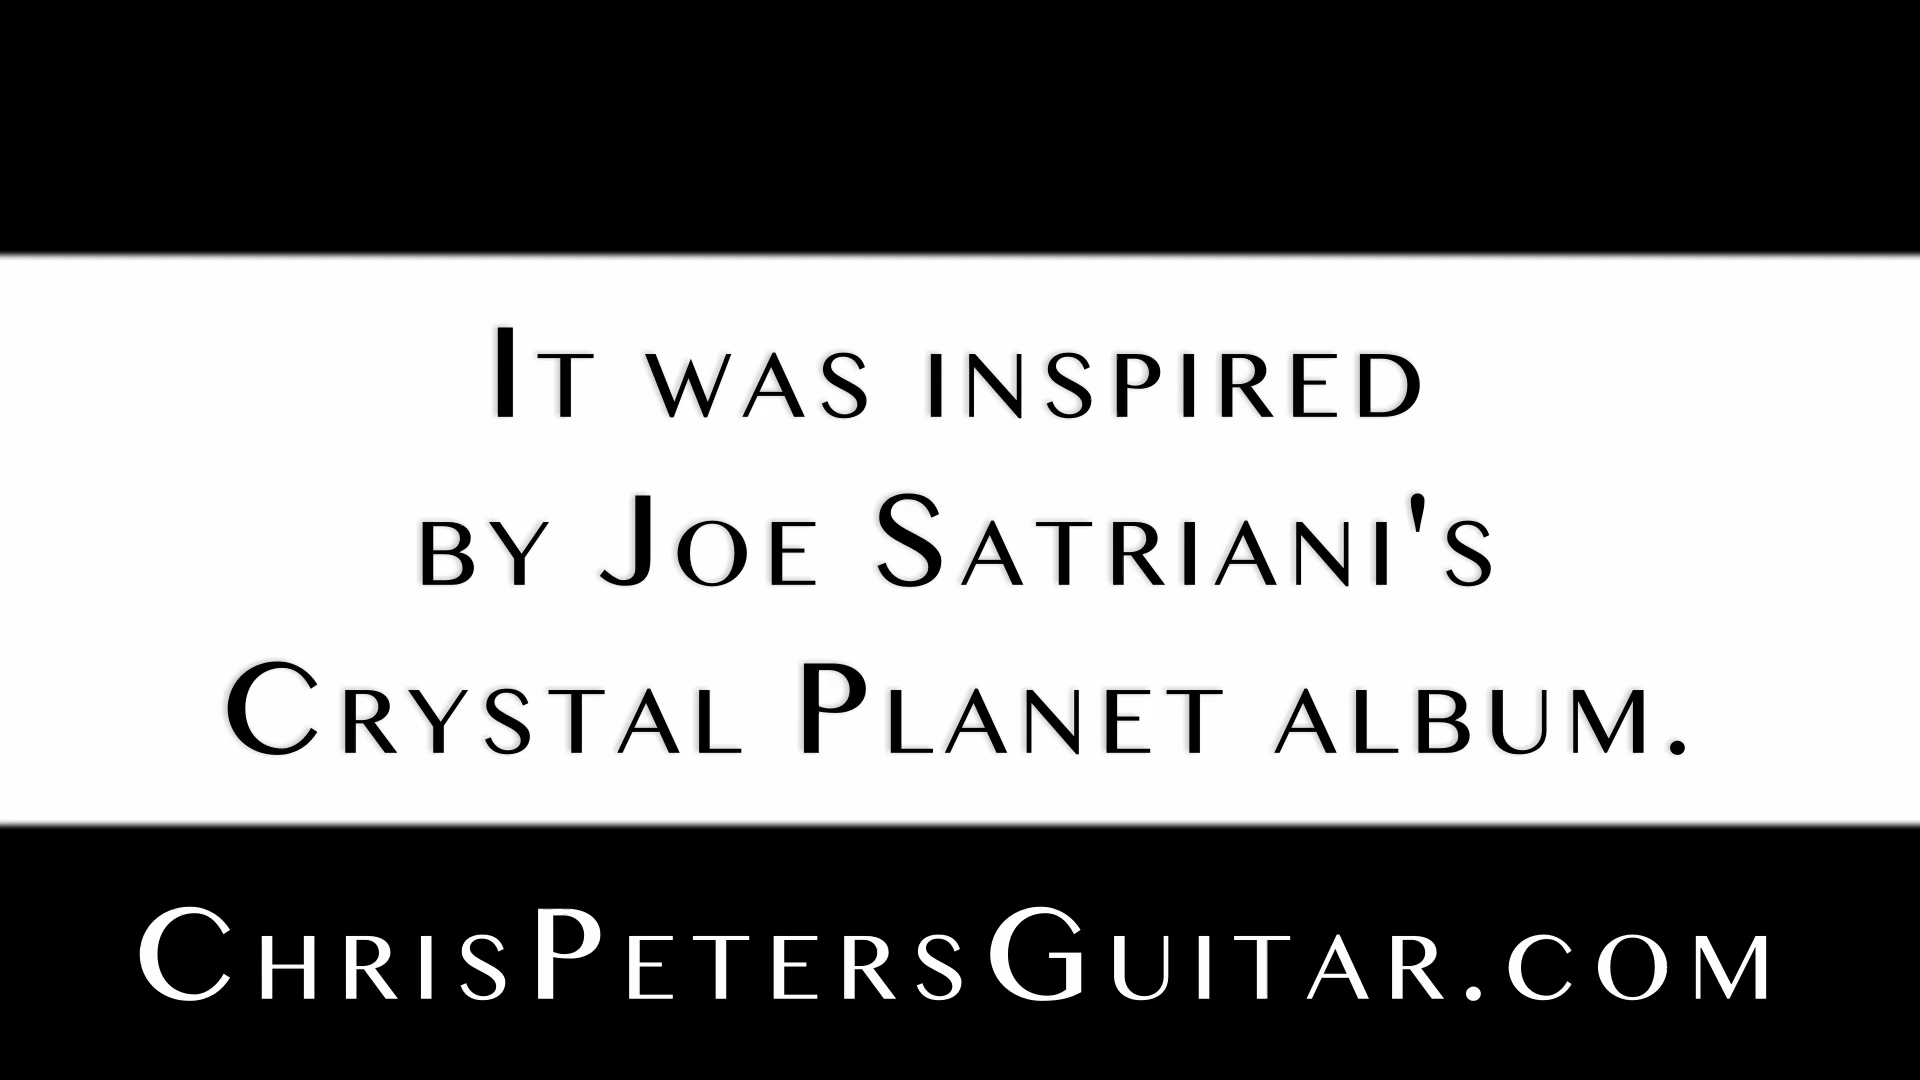 It was inspired
by Joe Satriani's
Crystal Planet album.
ChrisPetersGuitar.com